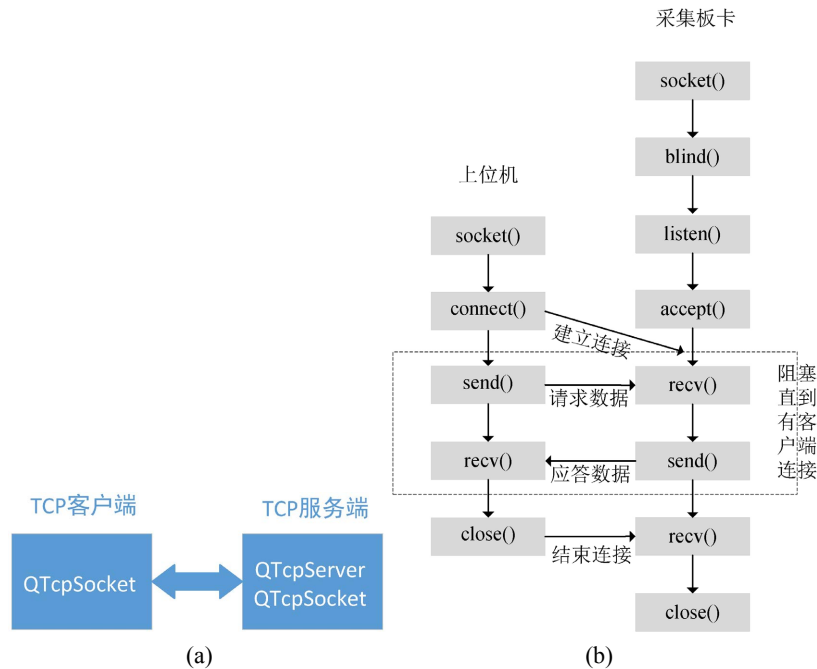 采集板卡
socket()
blind()
上位机
listen()
socket()
connect()
accept()
建立连接
send()
请求数据
recv()
阻塞
直到
有客
户端
连接
recv()
应答数据
send()
TCP客户端
TCP服务端
close()
结束连接
recv()
QTcpSocket
QTcpServer
QTcpSocket
close()
(a)
(b)